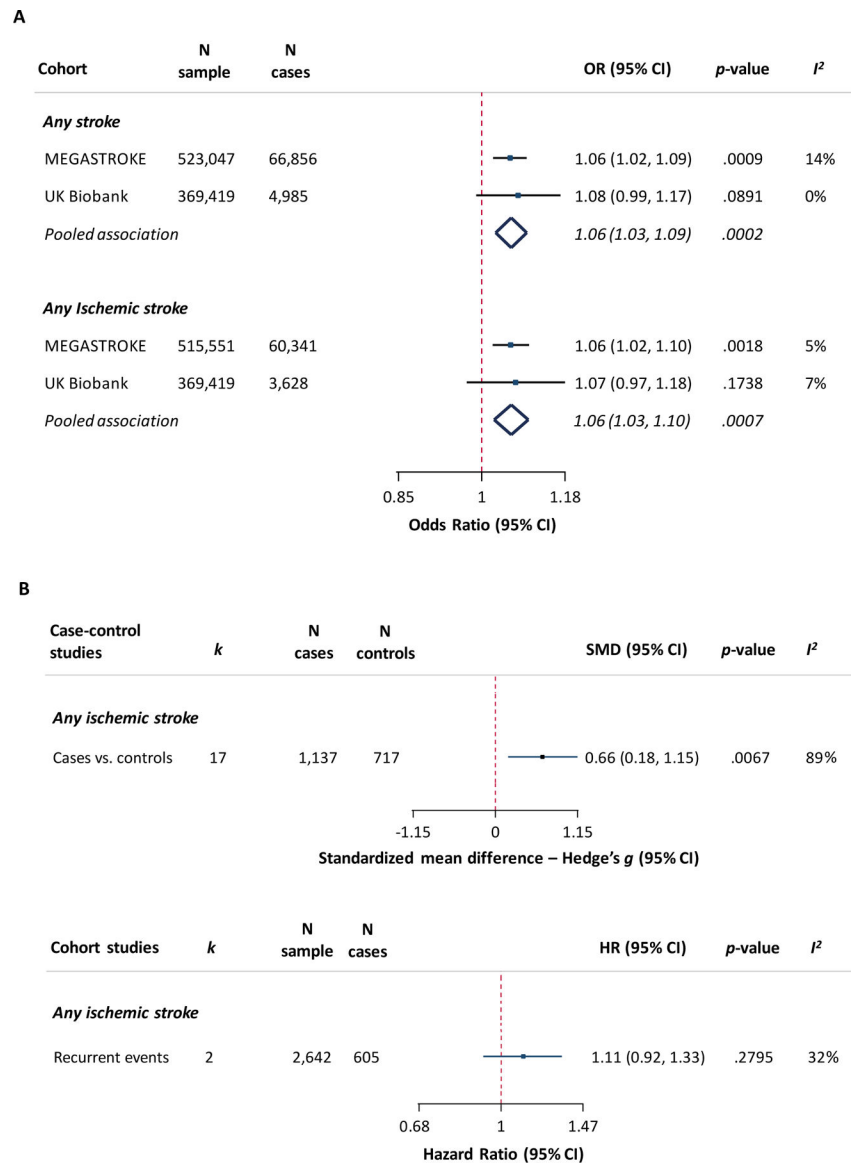 A
Cohort N sample N cases OR (95% CI) p-value I²
Any stroke
MEGASTROKE 523,047 66,856 1.06 (1.02, 1.09) .0009 14%
UK Biobank 369,419 4,985 1.08 (0.99, 1.17) .0891 0%
Pooled association 1.06 (1.03, 1.09) .0002
Any Ischemic stroke
MEGASTROKE 515,551 60,341 1.06 (1.02, 1.10) .0018 5%
UK Biobank 369,419 3,628 1.07 (0.97, 1.18) .1738 7%
Pooled association 1.06 (1.03, 1.10) .0007
0.85 1 1.18
Odds Ratio (95% CI)
B
Case-control studies k N cases N controls SMD (95% CI) p-value I²
Any ischemic stroke
Cases vs. controls 17 1,137 717 0.66 (0.18, 1.15) .0067 89%
-1.15 0 1.15
Standardized mean difference – Hedge's g (95% CI)
Cohort studies k N sample N cases HR (95% CI) p-value I²
Any ischemic stroke
Recurrent events 2 2,642 605 1.11 (0.92, 1.33) .2795 32%
0.68 1 1.47
Hazard Ratio (95% CI)